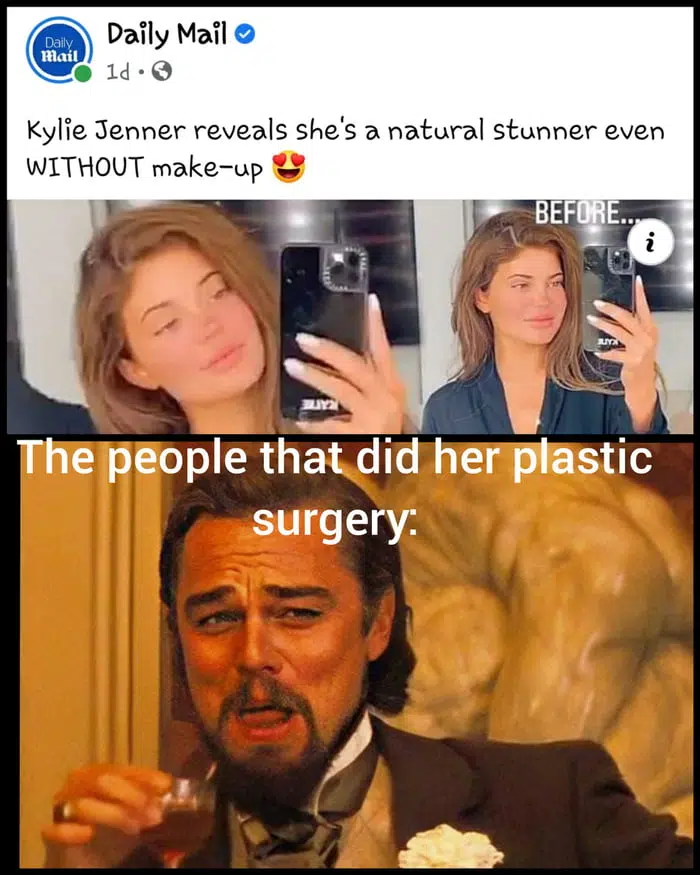 Daily Mail
Daily
Mail
1d
Kylie Jenner reveals she's a natural stunner even
WITHOUT make-up 😍
BEFORE...
i
KYLIE
The people that did her plastic
surgery: